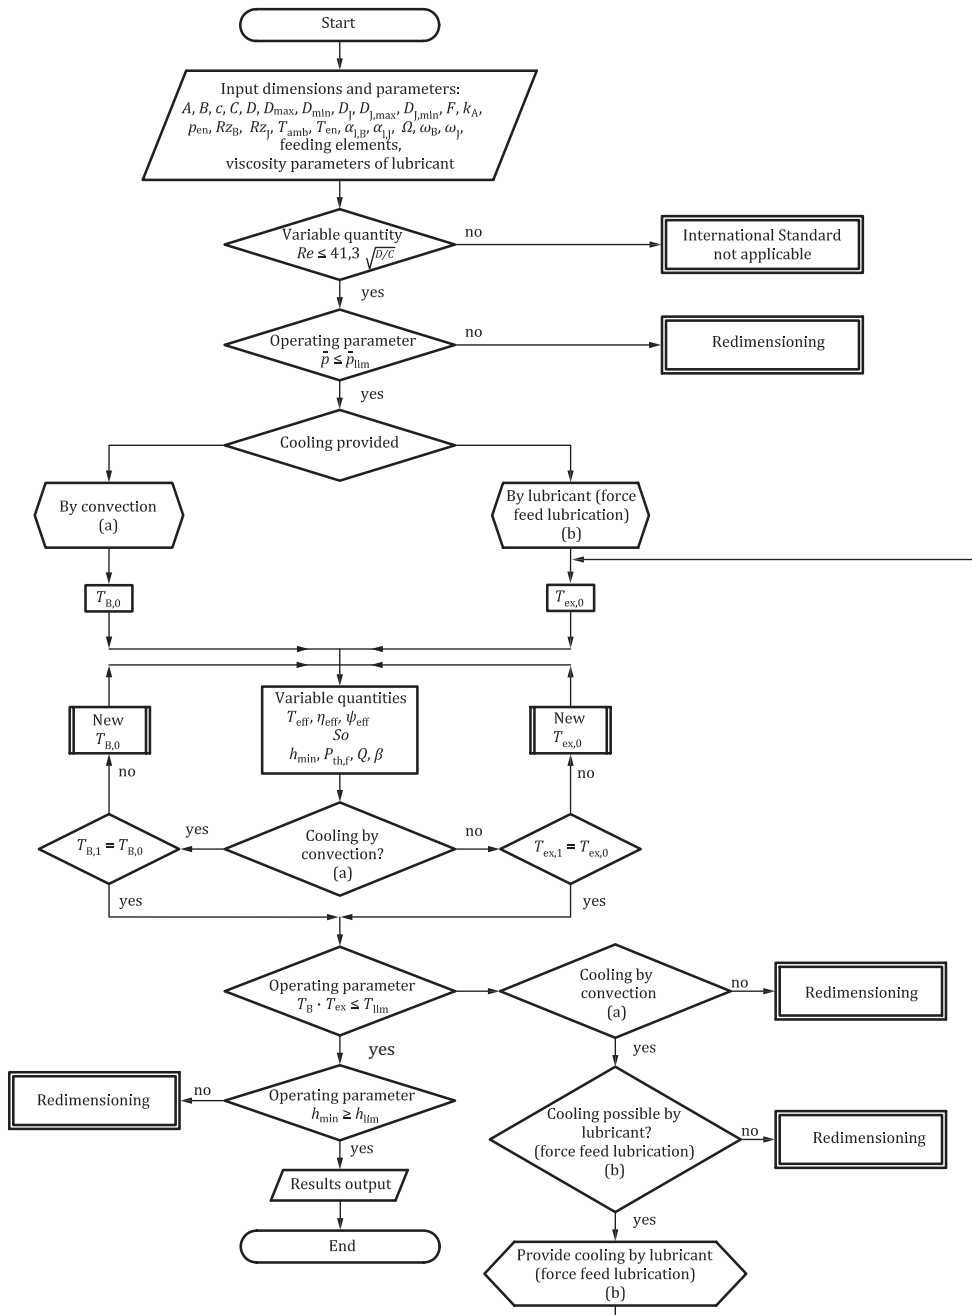 Start
Input dimensions and parameters:
A, B, c, C, D, Dmax, Dmin, DJ, DJ,max, DJ,min, F, kA,
pen, RzB, RzJ, Tamb, Ten, αl,B, αl,J, Ω, ωB, ωJ,
feeding elements,
viscosity parameters of lubricant
Variable quantity
Re ≤ 41,3 √D/C
no
International Standard
not applicable
yes
Operating parameter
p̄ ≤ p̄lim
no
Redimensioning
yes
Cooling provided
By convection
(a)
By lubricant (force
feed lubrication)
(b)
TB,0
Tex,0
New
TB,0
Variable quantities
Teff, ηeff, ψeff
So
hmin, Pth,f, Q, β
New
Tex,0
no
no
TB,1 = TB,0
yes
Cooling by
convection?
(a)
no
Tex,1 = Tex,0
yes
yes
Operating parameter
TB · Tex ≤ Tlim
Cooling by
convection
(a)
no
Redimensioning
yes
yes
Redimensioning
no
Operating parameter
hmin ≥ hlim
Cooling possible by
lubricant?
(force feed lubrication)
(b)
no
Redimensioning
yes
Results output
yes
End
Provide cooling by lubricant
(force feed lubrication)
(b)